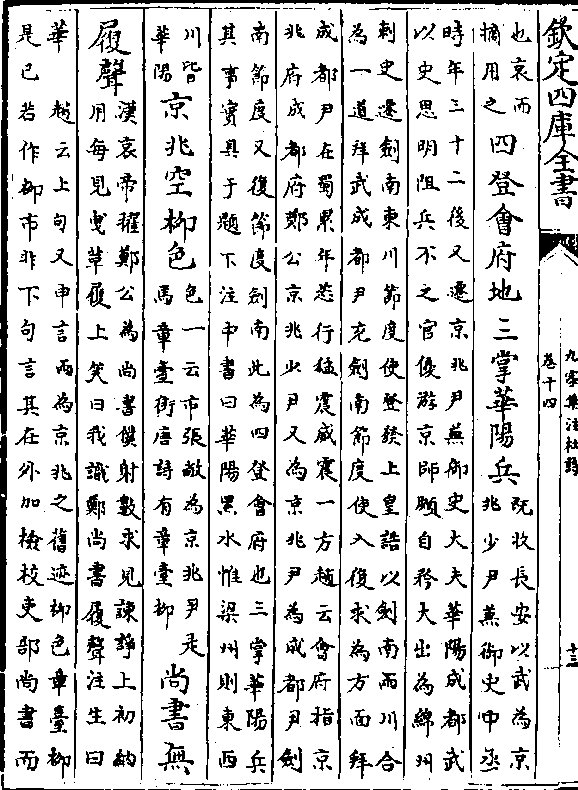 欽定四庫全書
九家集注杜詩
卷十四
十三
也哀而
摘用之
四登會府地三掌華陽兵
既收長安以武為京
兆少尹兼御史中丞
時年三十二後又遷京兆尹兼御史大夫華陽成都武
以史思明阻兵不之官優游京師頗自矜大出為綿州
刺史遷劍南東川節度使登發上皇誥以劍南兩川合
為一道拜武成都尹充劍南節度使入復求為方面拜
成都尹在蜀累年恣行猛震威震一方趙云會府指京
兆府成都府鄭公京兆少尹又為京兆尹為成都尹劍
南節度又復節度劍南此為四登會府也三掌華陽兵
其事實具于題下注中書曰華陽黑水惟梁州則東西
川皆
華陽
京兆空柳色
色一云市張敞為京兆尹走
馬章臺街唐詩有章臺柳
尚書無
履聲
漢哀帝擢鄭公為尚書僕射數求見諫諍上初納
用每見曳革履上笑曰我識鄭尚書履聲注生曰
華 趙云上句又申言兩為京兆之舊迹柳色章臺柳
是已若作柳市非下句言其在外加檢校吏部尚書而